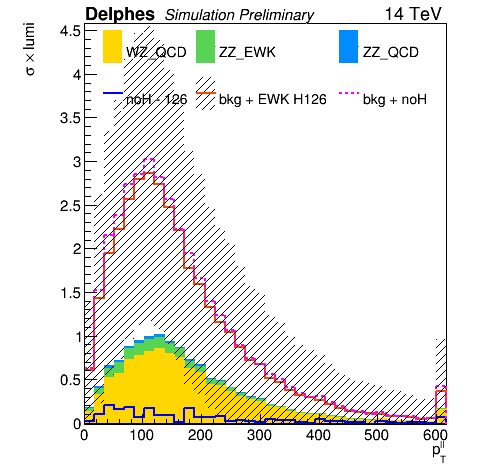 Delphes Simulation Preliminary 14 TeV
σ × lumi
WZ_QCD ZZ_EWK ZZ_QCD
noH - 126 bkg + EWK H126 bkg + noH
4.5
4
3.5
3
2.5
2
1.5
1
0.5
0
0 100 200 300 400 500 600
p_T^ll